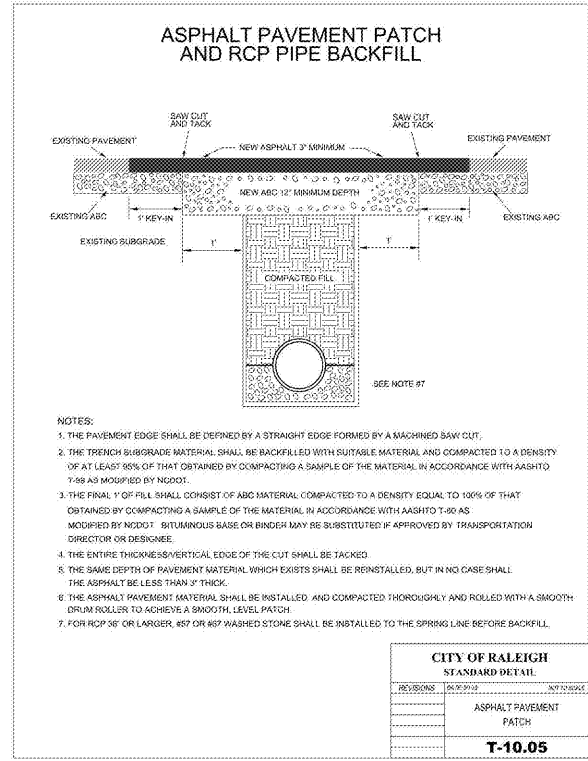 ASPHALT PAVEMENT PATCH
AND RCP PIPE BACKFILL
SAW CUT
AND TACK
SAW CUT
AND TACK
EXISTING PAVEMENT
NEW ASPHALT 3" MINIMUM
EXISTING PAVEMENT
NEW ABC 12" MINIMUM DEPTH
EXISTING ABC
1' KEY-IN
1' KEY-IN
EXISTING ABC
EXISTING SUBGRADE
1'
1'
COMPACTED FILL
SEE NOTE #7
NOTES:
1. THE PAVEMENT EDGE SHALL BE DEFINED BY A STRAIGHT EDGE FORMED BY A MACHINED SAW CUT.
2. THE TRENCH SUBGRADE MATERIAL SHALL BE BACKFILLED WITH SUITABLE MATERIAL AND COMPACTED TO A DENSITY
OF AT LEAST 95% OF THAT OBTAINED BY COMPACTING A SAMPLE OF THE MATERIAL IN ACCORDANCE WITH AASHTO
T-99 AS MODIFIED BY NCDOT.
3. THE FINAL 1' OF FILL SHALL CONSIST OF ABC MATERIAL COMPACTED TO A DENSITY EQUAL TO 100% OF THAT
OBTAINED BY COMPACTING A SAMPLE OF THE MATERIAL IN ACCORDANCE WITH AASHTO AS
MODIFIED BY NCDOT. BITUMINOUS BASE OR BINDER MAY BE SUBSTITUTED IF APPROVED BY TRANSPORTATION
DIRECTOR OR DESIGNEE.
4. THE ENTIRE THICKNESS/VERTICAL EDGE OF THE CUT SHALL BE TACKED.
5. THE SAME DEPTH OF PAVEMENT MATERIAL WHICH EXISTS SHALL BE REINSTALLED, BUT IN NO CASE SHALL
THE ASPHALT BE LESS THAN 3" THICK.
6. THE ASPHALT PAVEMENT MATERIAL SHALL BE INSTALLED AND COMPACTED THOROUGHLY AND ROLLED WITH A SMOOTH
DRUM ROLLER TO ACHIEVE A SMOOTH, LEVEL PATCH.
7. FOR RCP 36" OR LARGER, #57 OR #67 WASHED STONE SHALL BE INSTALLED TO THE SPRING LINE BEFORE BACKFILL.
CITY OF RALEIGH
STANDARD DETAIL
REVISIONS NOT TO SCALE
ASPHALT PAVEMENT
PATCH
T-10.05